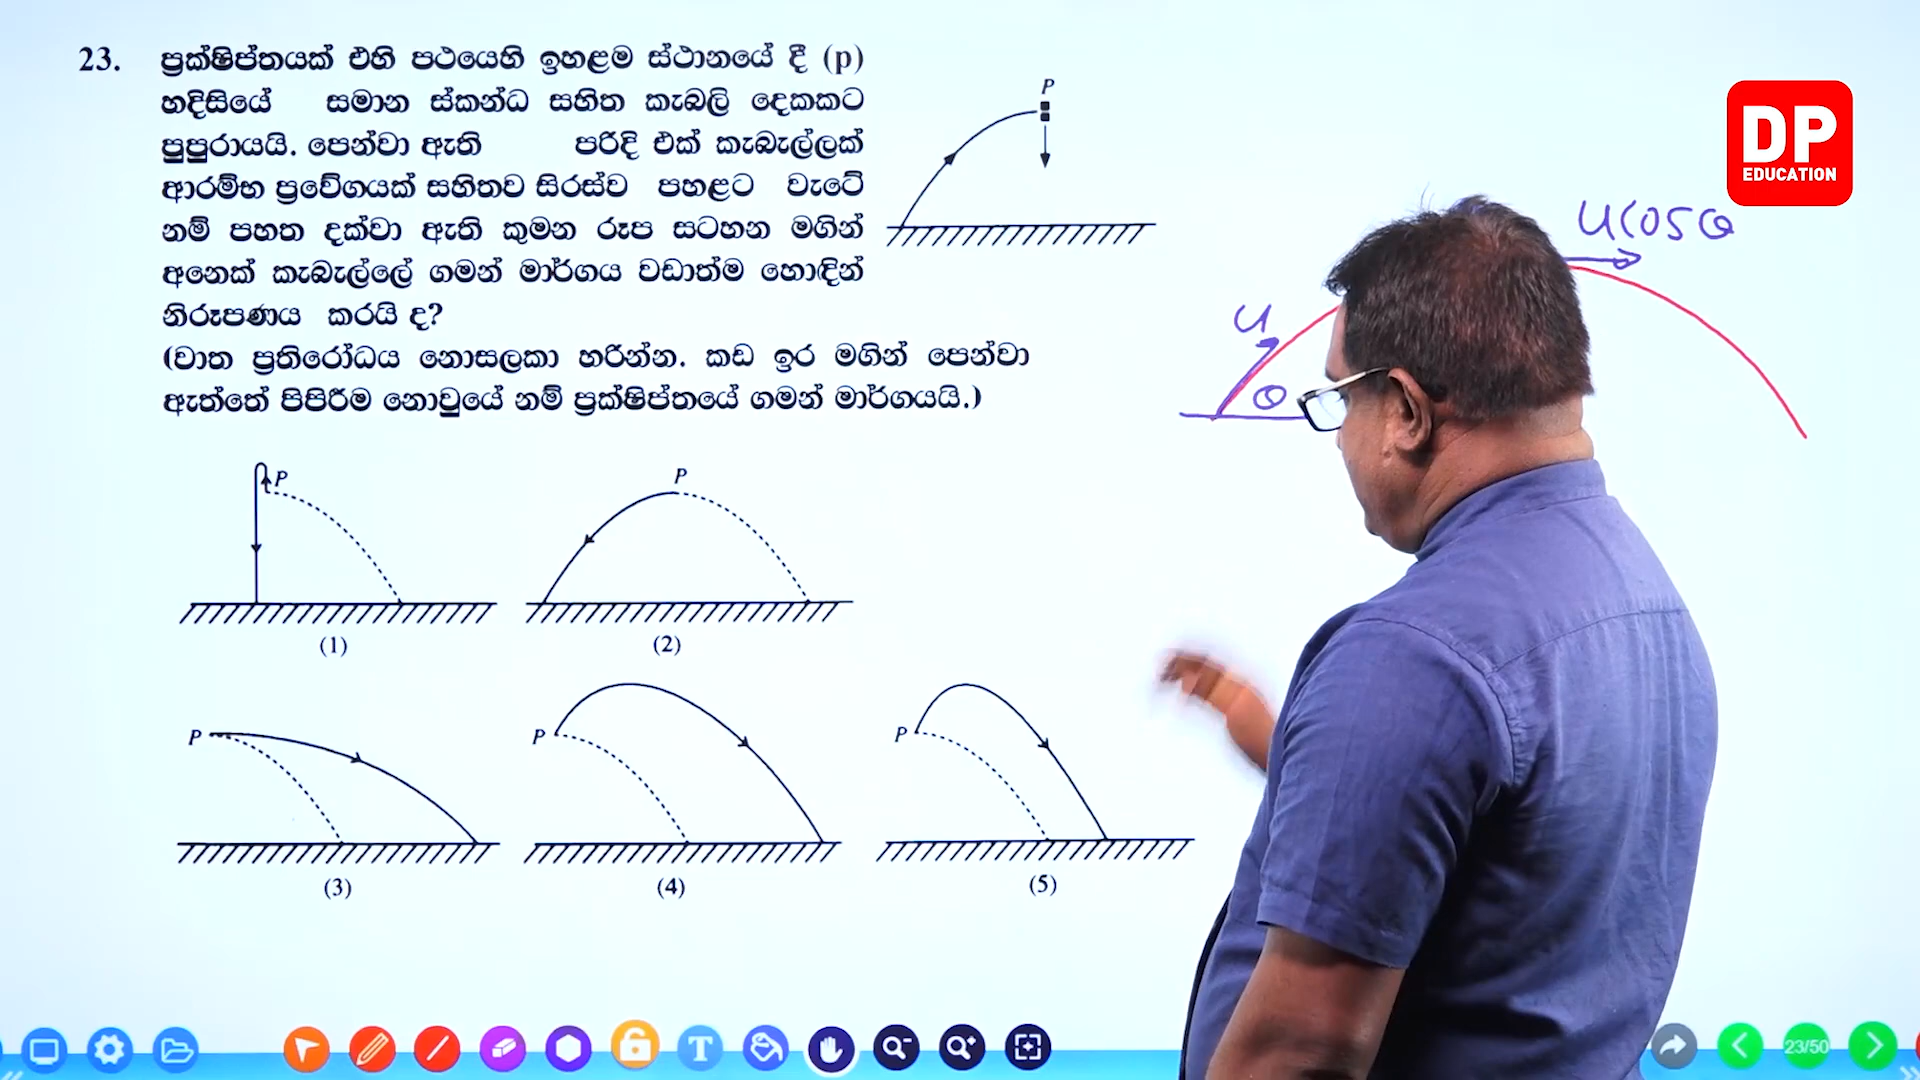 23. ප්‍රක්ෂිප්තයක් එහි පථයෙහි ඉහළම ස්ථානයේ දී (p)
හදිසියේ සමාන ස්කන්ධ සහිත කැබලි දෙකකට
පුපුරායයි. පෙන්වා ඇති පරිදි එක් කැබැල්ලක්
ආරම්භ ප්‍රවේගයක් සහිතව සිරස්ව පහළට වැටේ
නම් පහත දක්වා ඇති කුමන රූප සටහන මගින්
අනෙක් කැබැල්ලේ ගමන් මාර්ගය වඩාත්ම හොඳින්
නිරූපණය කරයි ද?
(වාත ප්‍රතිරෝධය නොසලකා හරින්න. කඩ ඉර මගින් පෙන්වා
ඇත්තේ පිපිරීම නොවූයේ නම් ප්‍රක්ෂිප්තයේ ගමන් මාර්ගයයි.)
P
DP
EDUCATION
u cos θ
u
θ
P
P
(1)
(2)
P
P
P
(3)
(4)
(5)
T
23/50